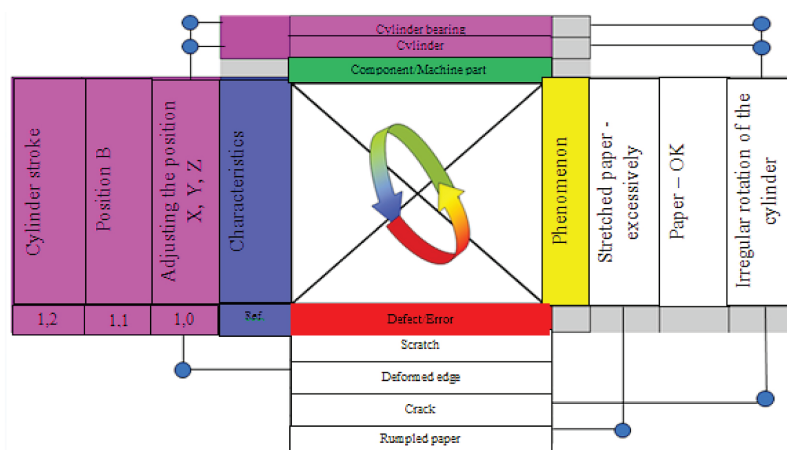 Cylinder bearing
Cylinder
Component/Machine part
Cylinder stroke
Position B
Adjusting the position
X, Y, Z
Characteristics
Phenomenon
Stretched paper -
excessively
Paper – OK
Irregular rotation of the
cylinder
1,2
1,1
1,0
Ref.
Defect/Error
Scratch
Deformed edge
Crack
Rumpled paper